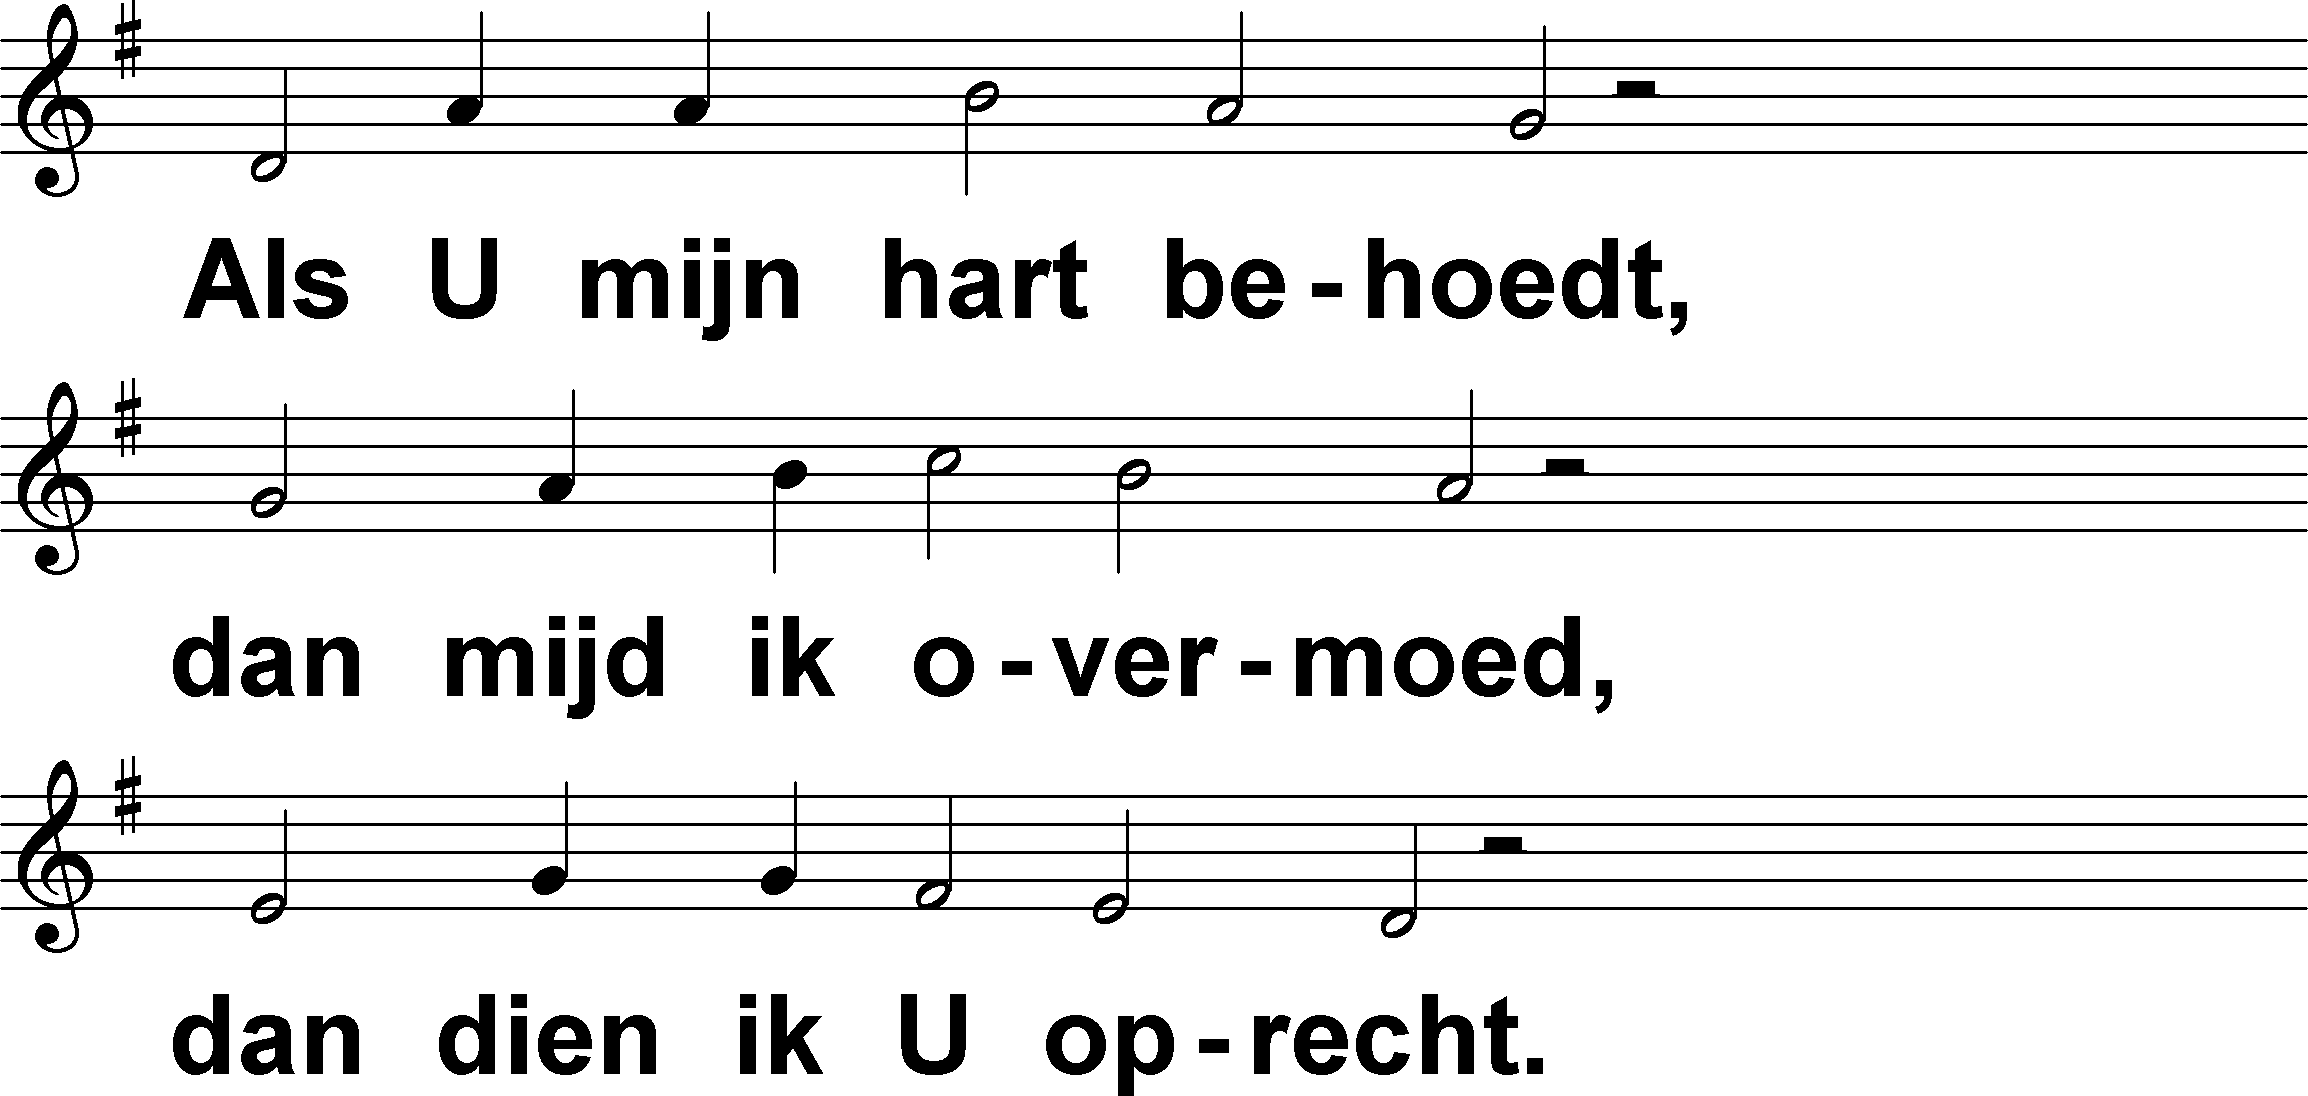 Als U mijn hart be-hoedt,
dan mijd ik o-ver-moed,
dan dien ik U op-recht.